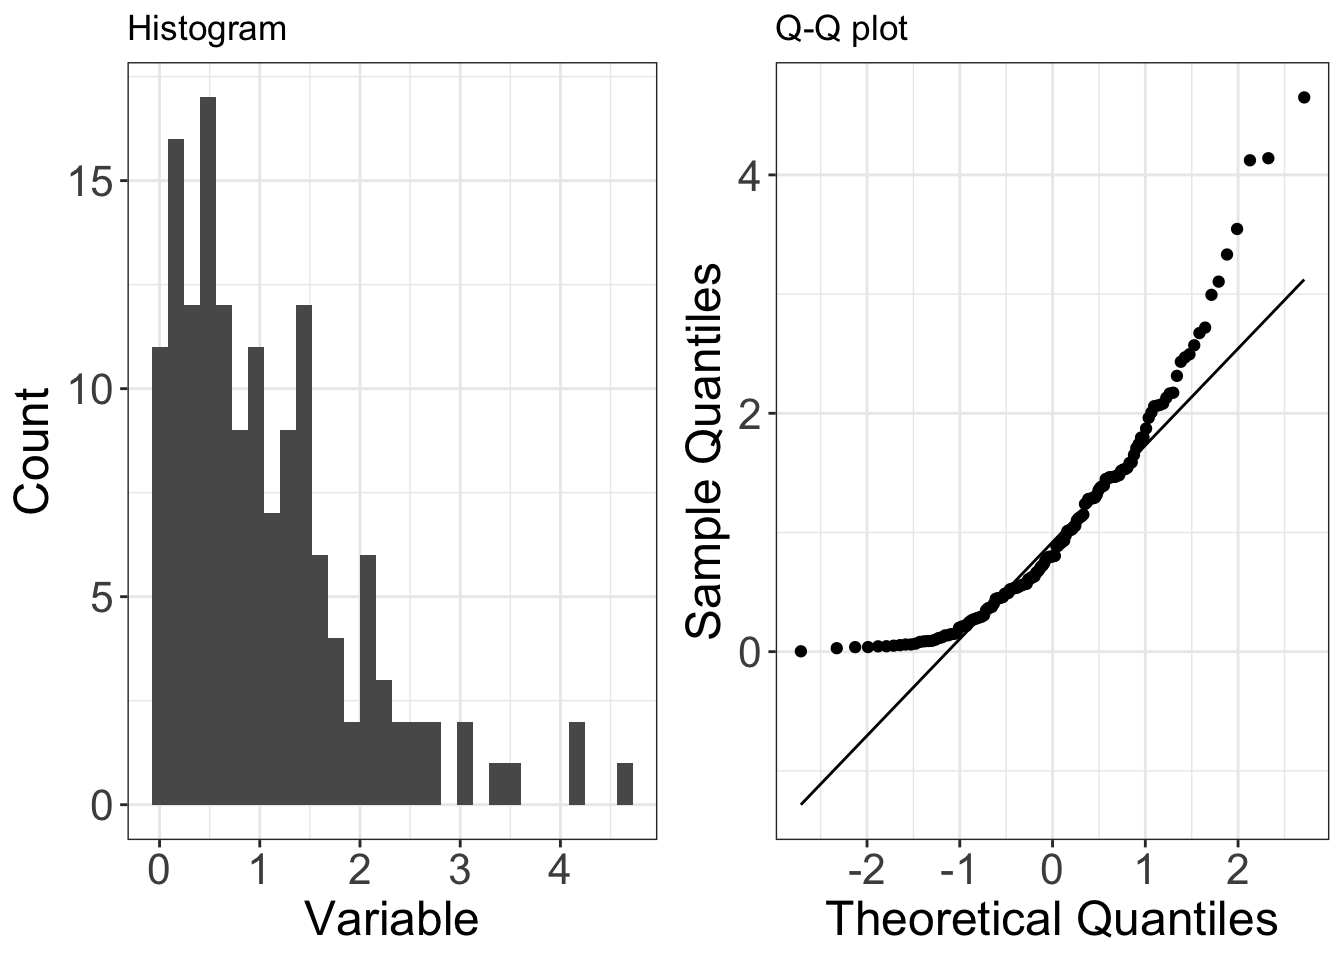 Histogram
15
10
5
0
Count
0 1 2 3 4
Variable
Q-Q plot
4
2
0
Sample Quantiles
-2 -1 0 1 2
Theoretical Quantiles